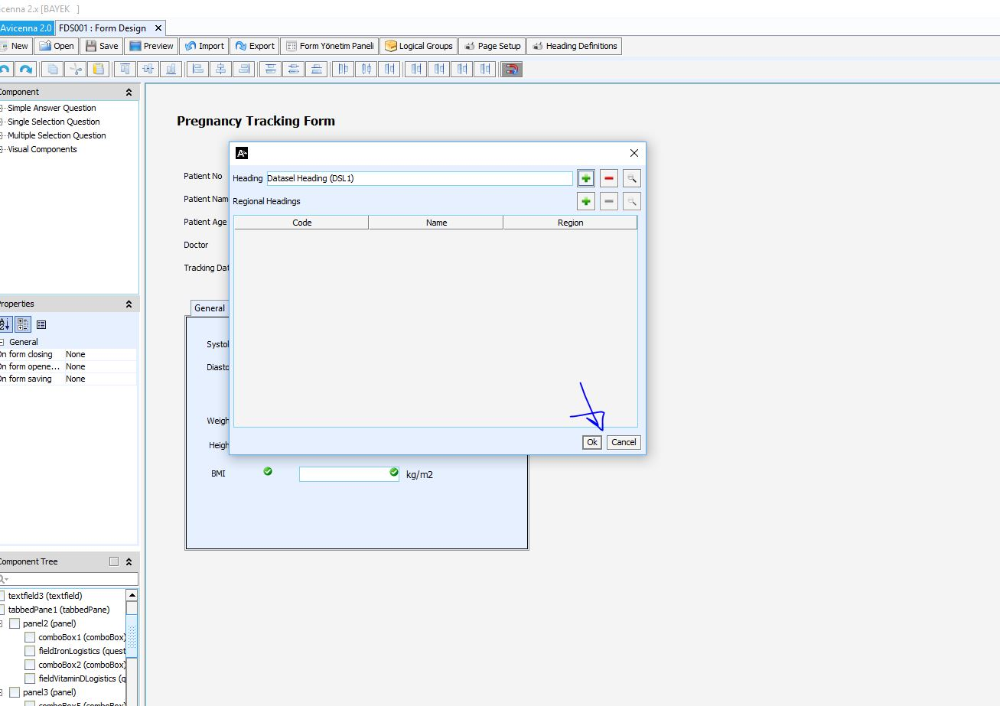 cenna 2.x [BAYEK ]
Avicenna 2.0 FDS001 : Form Design
New Open Save Preview Import Export Form Yönetim Paneli Logical Groups Page Setup Heading Definitions
Component
Simple Answer Question
Single Selection Question
Multiple Selection Question
Visual Components
Properties
General
On form closing None
On form opene... None
On form saving None
Component Tree
textfield3 (textfield)
tabbedPane1 (tabbedPane)
panel2 (panel)
comboBox1 (comboBox)
fieldIronLogistics (quest
comboBox2 (comboBox)
fieldVitaminDLogistics (q
panel3 (panel)
comboBox5 (comboBox)
Pregnancy Tracking Form
Patient No
Patient Nam
Patient Age
Doctor
Tracking Dat
General
Systol
Diasto
Weigh
Heigh
BMI kg/m2
Heading Datasel Heading (DSL1)
Regional Headings
Code Name Region
Ok Cancel